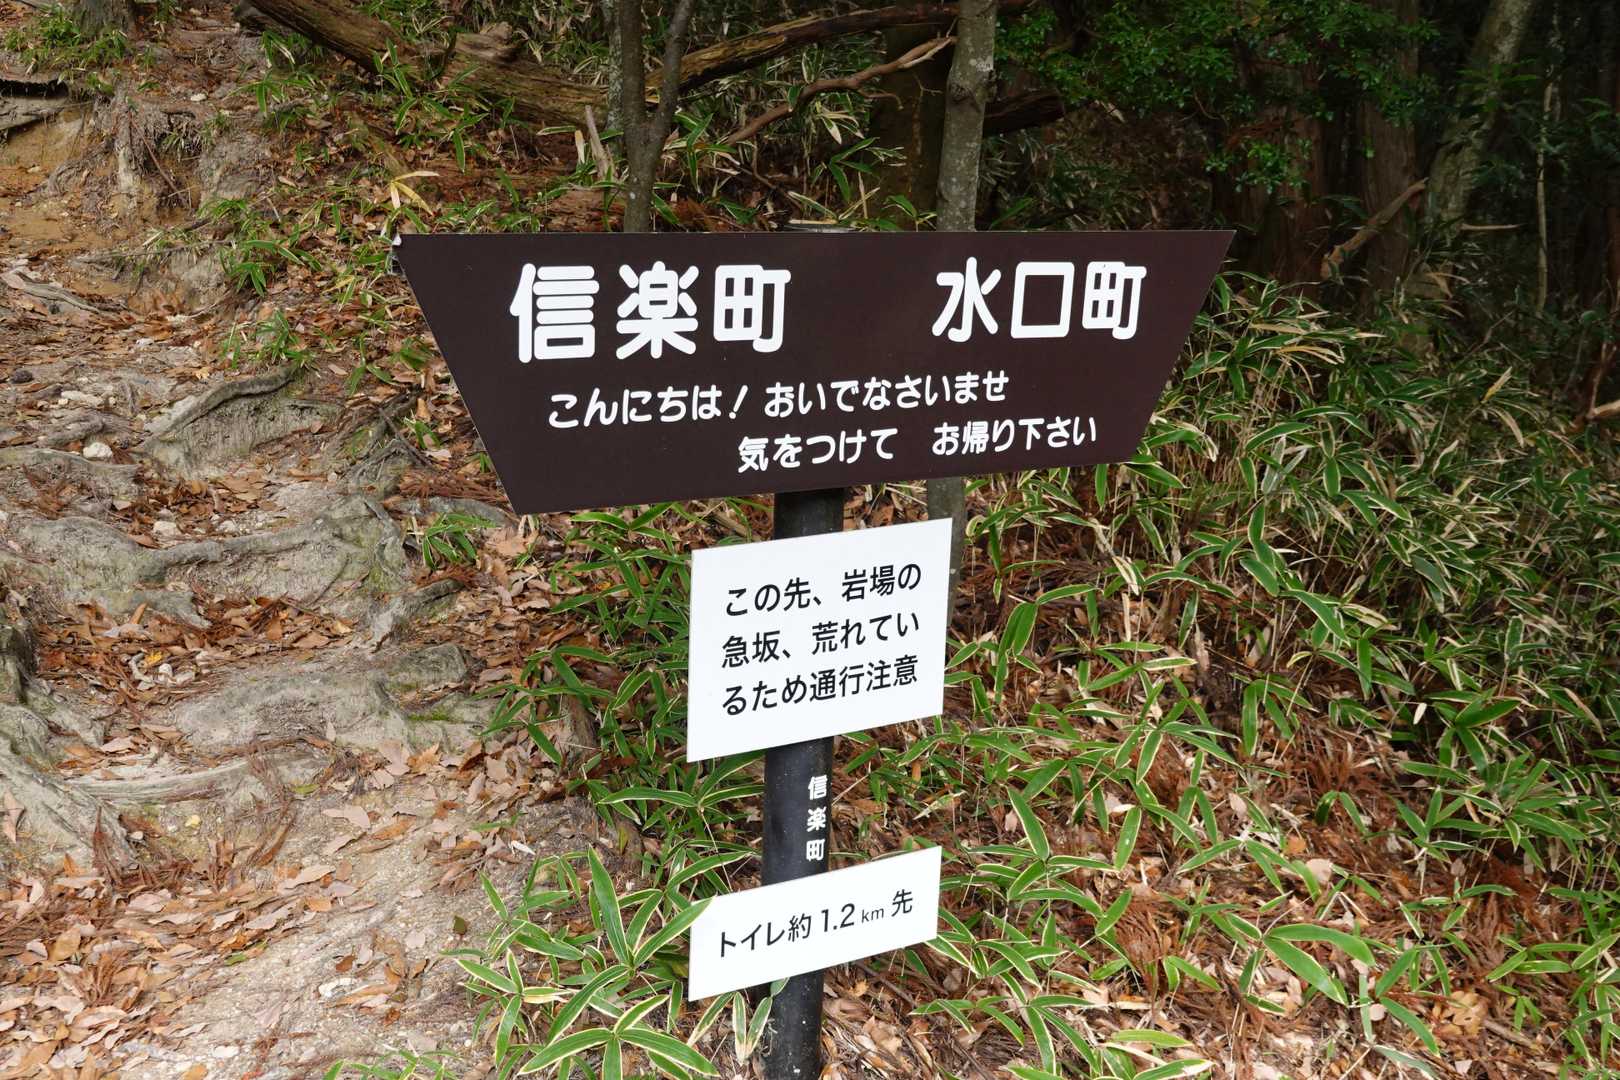 信楽町　水口町
こんにちは！おいでなさいませ
気をつけて　お帰り下さい
この先、岩場の
急坂、荒れてい
るため通行注意
信楽町
トイレ約1.2km先